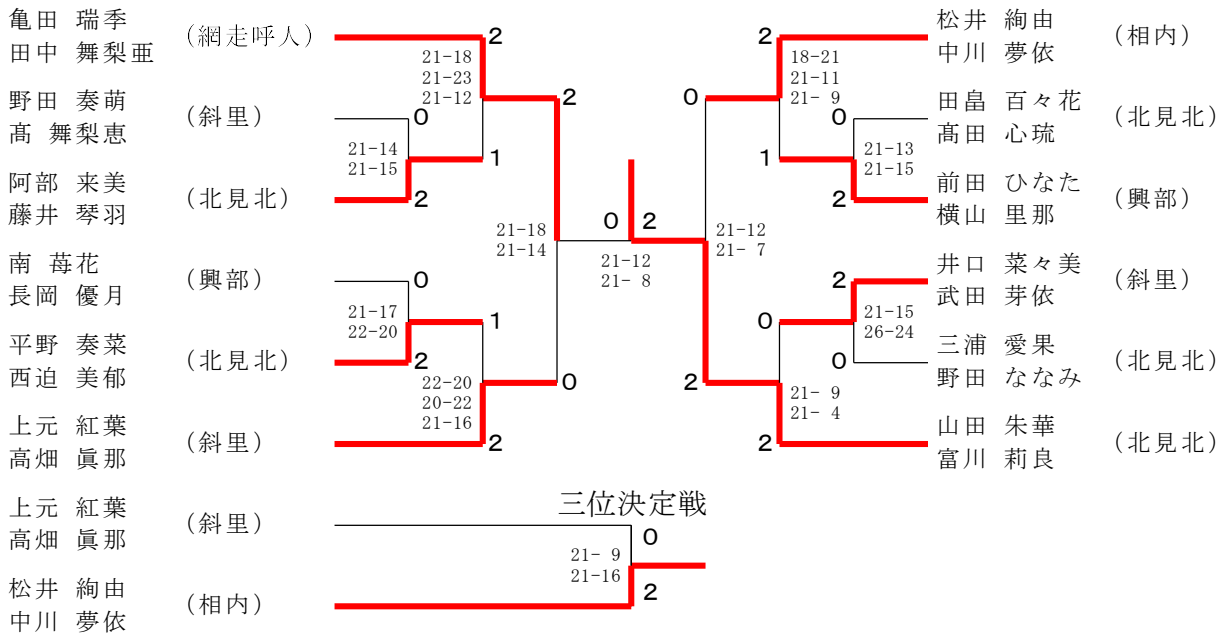 亀田 瑞季
田中 舞梨亜
(網走呼人)
野田 奏萌
髙 舞梨恵
(斜里)
阿部 来美
藤井 琴羽
(北見北)
南 苺花
長岡 優月
(興部)
平野 奏菜
西迫 美郁
(北見北)
上元 紅葉
高畑 眞那
(斜里)
2
21-18
21-23
21-12
0
21-14
21-15
2
1
2
0
21-17
22-20
2
1
22-20
20-22
21-16
2
0
21-18
21-14
0
2
21-12
21- 8
松井 絢由
中川 夢依
(相内)
田畠 百々花
髙田 心琉
(北見北)
前田 ひなた
横山 里那
(興部)
井口 菜々美
武田 芽依
(斜里)
三浦 愛果
野田 ななみ
(北見北)
山田 朱華
富川 莉良
(北見北)
2
18-21
21-11
21- 9
0
0
21-13
21-15
1
2
21-12
21- 7
2
21-15
26-24
0
0
2
21- 9
21- 4
2
三位決定戦
上元 紅葉
高畑 眞那
(斜里)
0
21- 9
21-16
2
松井 絢由
中川 夢依
(相内)